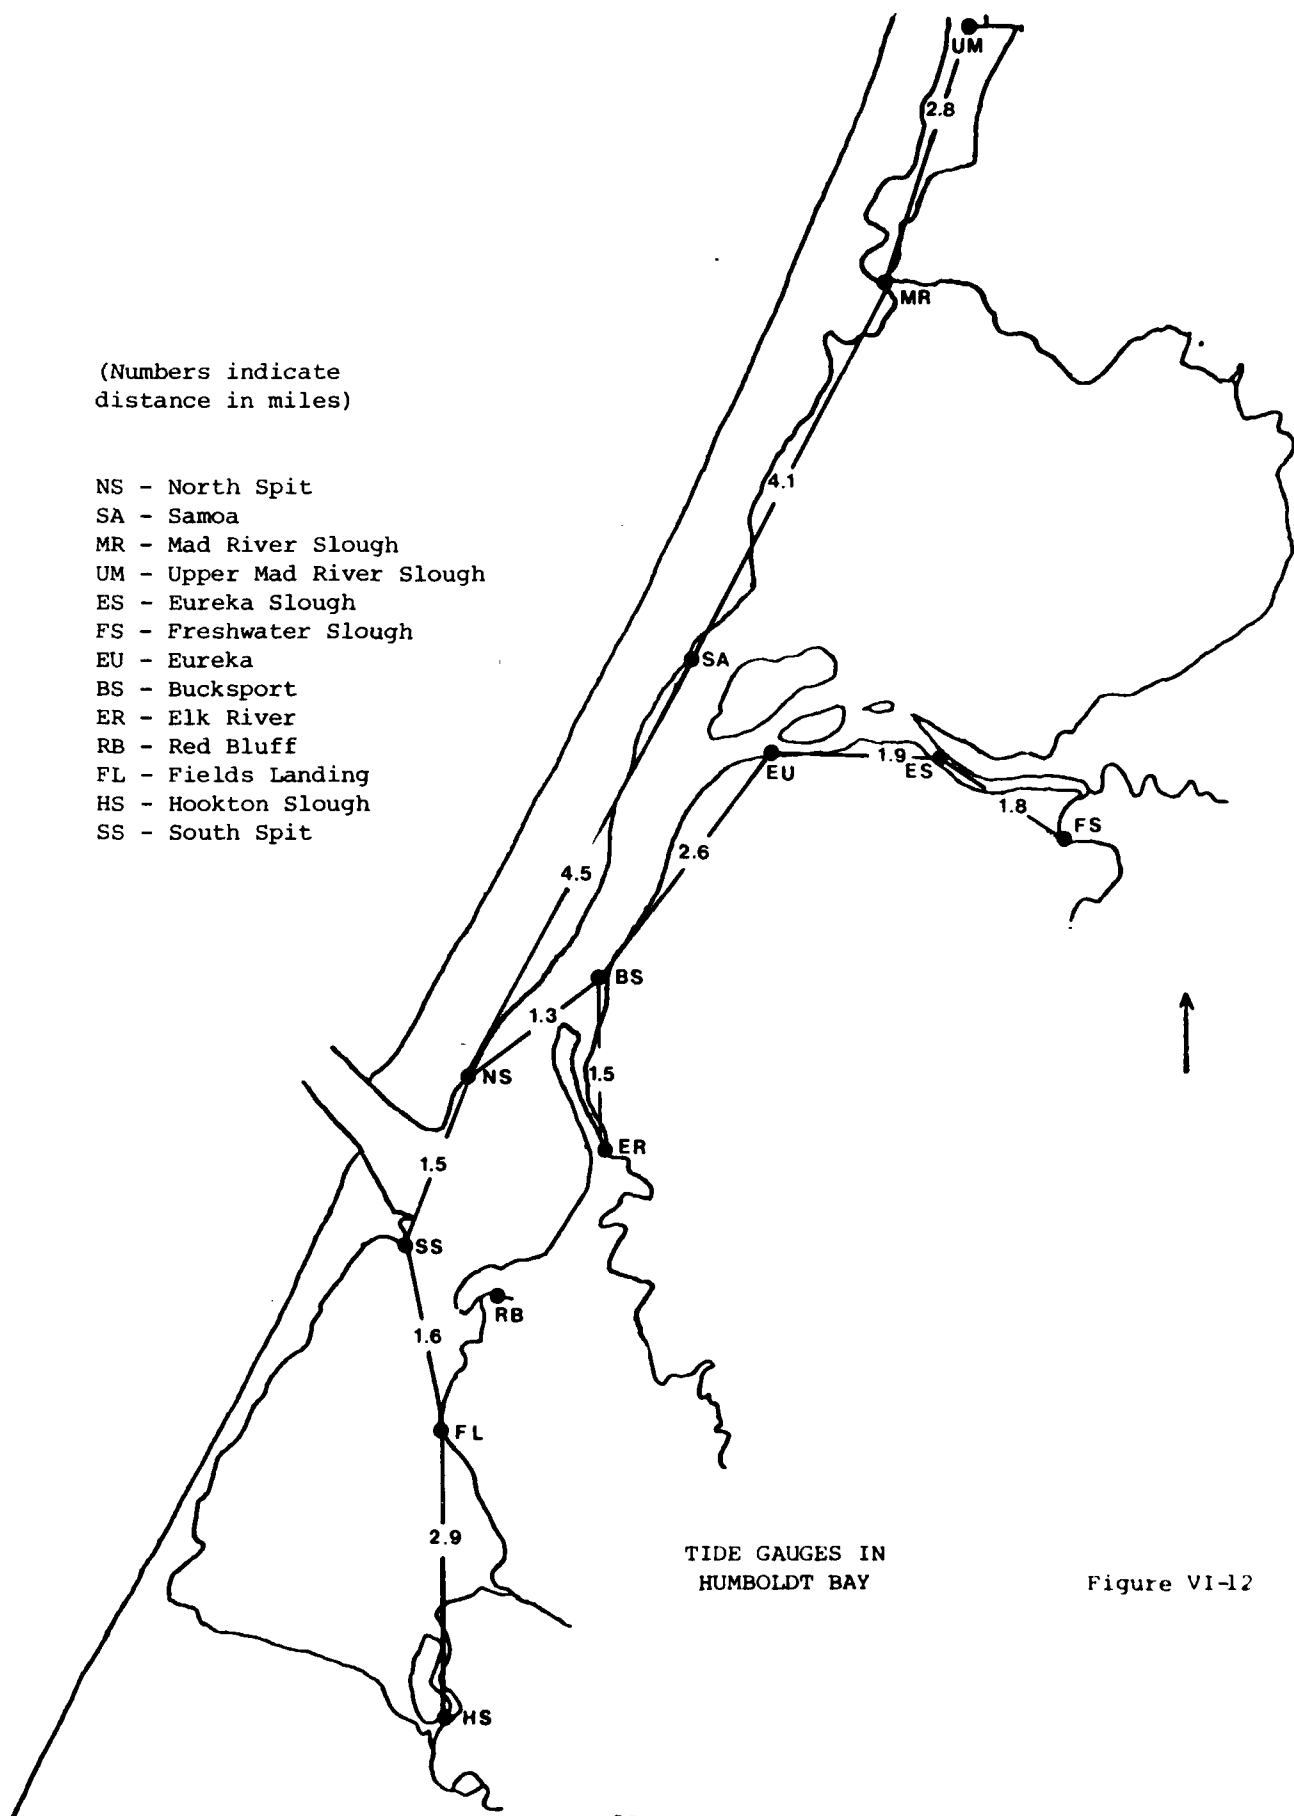 UM
2.8
MR
(Numbers indicate
distance in miles)
4.1
NS - North Spit
SA - Samoa
MR - Mad River Slough
UM - Upper Mad River Slough
ES - Eureka Slough
FS - Freshwater Slough
EU - Eureka
BS - Bucksport
ER - Elk River
RB - Red Bluff
FL - Fields Landing
HS - Hookton Slough
SS - South Spit
SA
1.9
EU
ES
1.8
FS
2.6
4.5
BS
1.3
NS
1.5
ER
1.5
SS
RB
1.6
FL
2.9
TIDE GAUGES IN
HUMBOLDT BAY
Figure VI-12
HS